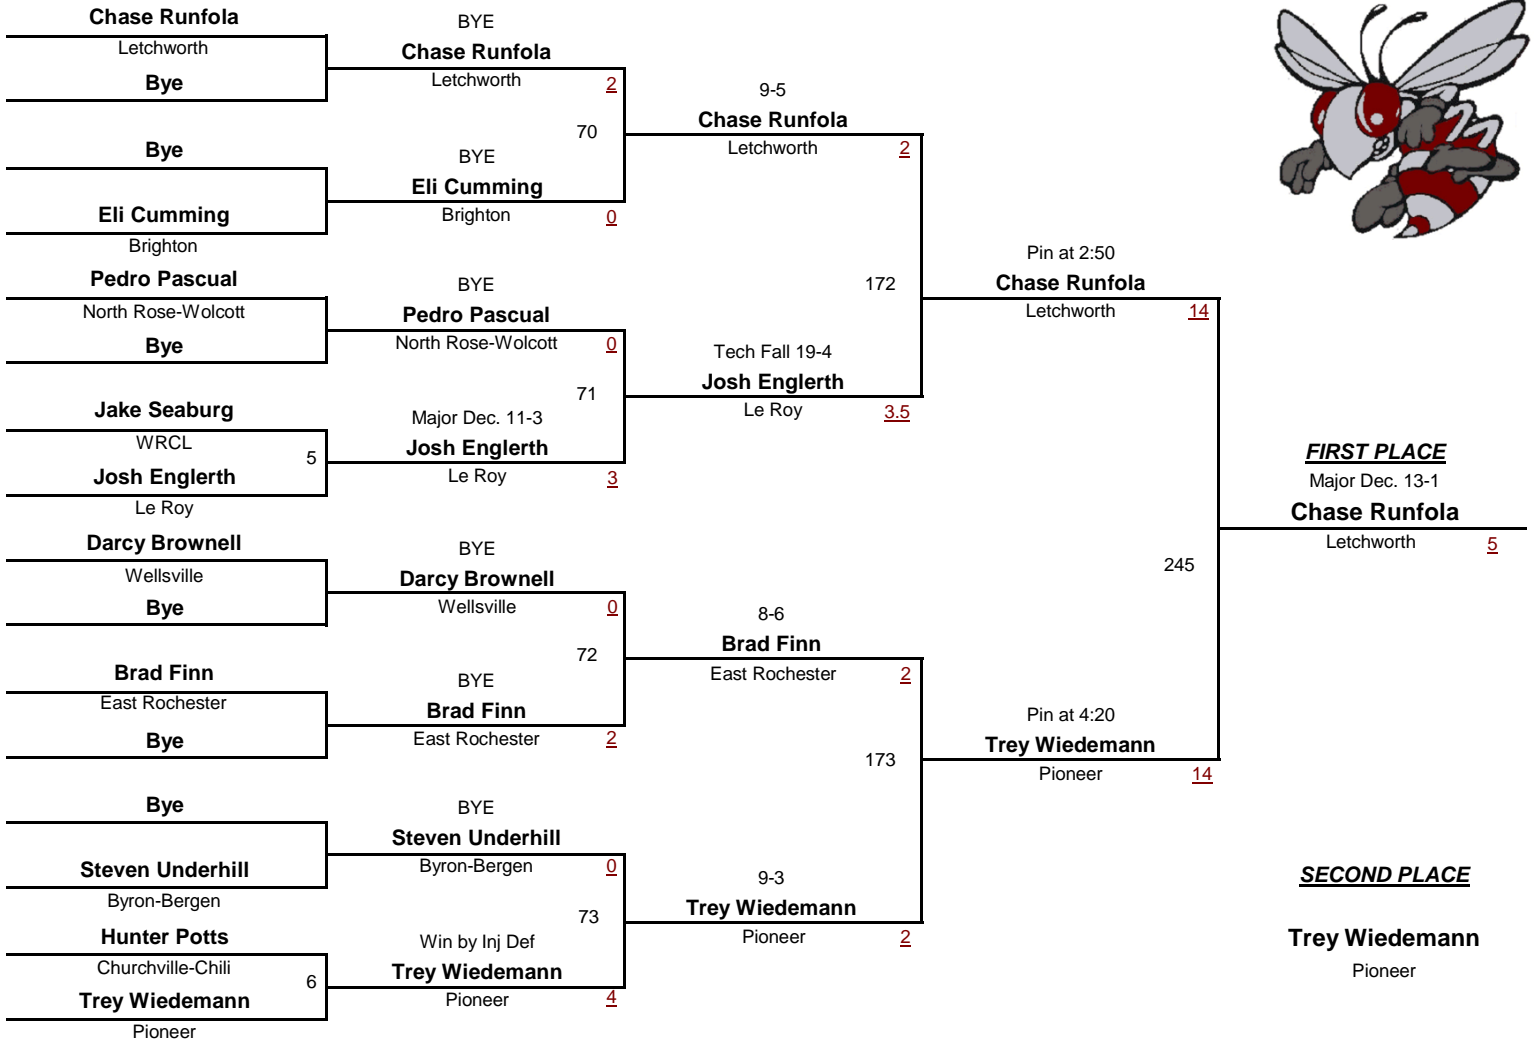 Chase Runfola
Letchworth
Bye
Bye
Eli Cumming
Brighton
Pedro Pascual
North Rose-Wolcott
Bye
Jake Seaburg
WRCL
5
Josh Englerth
Le Roy
Darcy Brownell
Wellsville
Bye
Brad Finn
East Rochester
Bye
Bye
Steven Underhill
Byron-Bergen
Hunter Potts
Churchville-Chili
6
Trey Wiedemann
Pioneer
BYE
Chase Runfola
Letchworth 2
70
BYE
Eli Cumming
Brighton 0
BYE
Pedro Pascual
North Rose-Wolcott 0
71
Major Dec. 11-3
Josh Englerth
Le Roy 3
BYE
Darcy Brownell
Wellsville 0
72
BYE
Brad Finn
East Rochester 2
BYE
Steven Underhill
Byron-Bergen 0
73
Win by Inj Def
Trey Wiedemann
Pioneer 4
9-5
Chase Runfola
Letchworth 2
172
Tech Fall 19-4
Josh Englerth
Le Roy 3.5
8-6
Brad Finn
East Rochester 2
173
9-3
Trey Wiedemann
Pioneer 2
Pin at 2:50
Chase Runfola
Letchworth 14
245
Pin at 4:20
Trey Wiedemann
Pioneer 14
FIRST PLACE
Major Dec. 13-1
Chase Runfola
Letchworth 5
SECOND PLACE
Trey Wiedemann
Pioneer